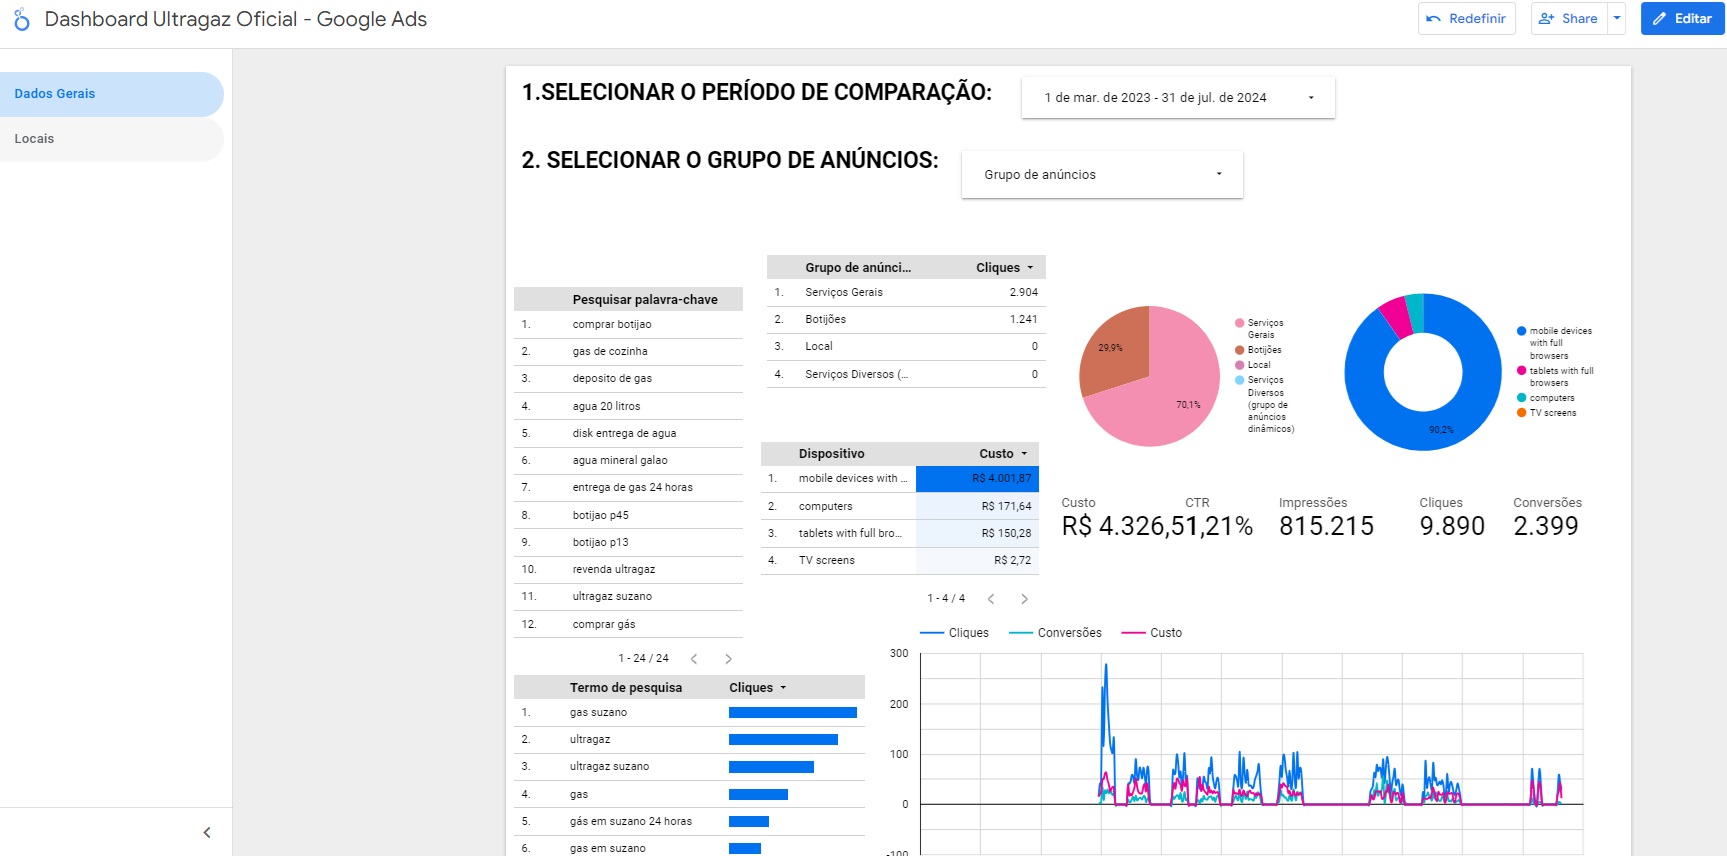 Dashboard Ultragaz Oficial - Google Ads
Redefinir
Share
Editar
Dados Gerais
Locais
1.SELECIONAR O PERÍODO DE COMPARAÇÃO:
1 de mar. de 2023 - 31 de jul. de 2024
2. SELECIONAR O GRUPO DE ANÚNCIOS:
Grupo de anúncios
Pesquisar palavra-chave
1. comprar botijao
2. gas de cozinha
3. deposito de gas
4. agua 20 litros
5. disk entrega de agua
6. agua mineral galao
7. entrega de gas 24 horas
8. botijao p45
9. botijao p13
10. revenda ultragaz
11. ultragaz suzano
12. comprar gás
1 - 24 / 24
Grupo de anúnci... Cliques
1. Serviços Gerais 2.904
2. Botijões 1.241
3. Local 0
4. Serviços Diversos (... 0
29,9%
70,1%
Serviços
Gerais
Botijões
Local
Serviços
Diversos
(grupo de
anúncios
dinâmicos)
90,2%
mobile devices
with full
browsers
tablets with full
browsers
computers
TV screens
Dispositivo Custo
1. mobile devices with ... R$ 4.001,87
2. computers R$ 171,64
3. tablets with full bro... R$ 150,28
4. TV screens R$ 2,72
1 - 4 / 4
Custo CTR Impressões Cliques Conversões
R$ 4.326,51,21% 815.215 9.890 2.399
Termo de pesquisa Cliques
1. gas suzano
2. ultragaz
3. ultragaz suzano
4. gas
5. gás em suzano 24 horas
6. gas em suzano
Cliques Conversões Custo
300
200
100
0
-100